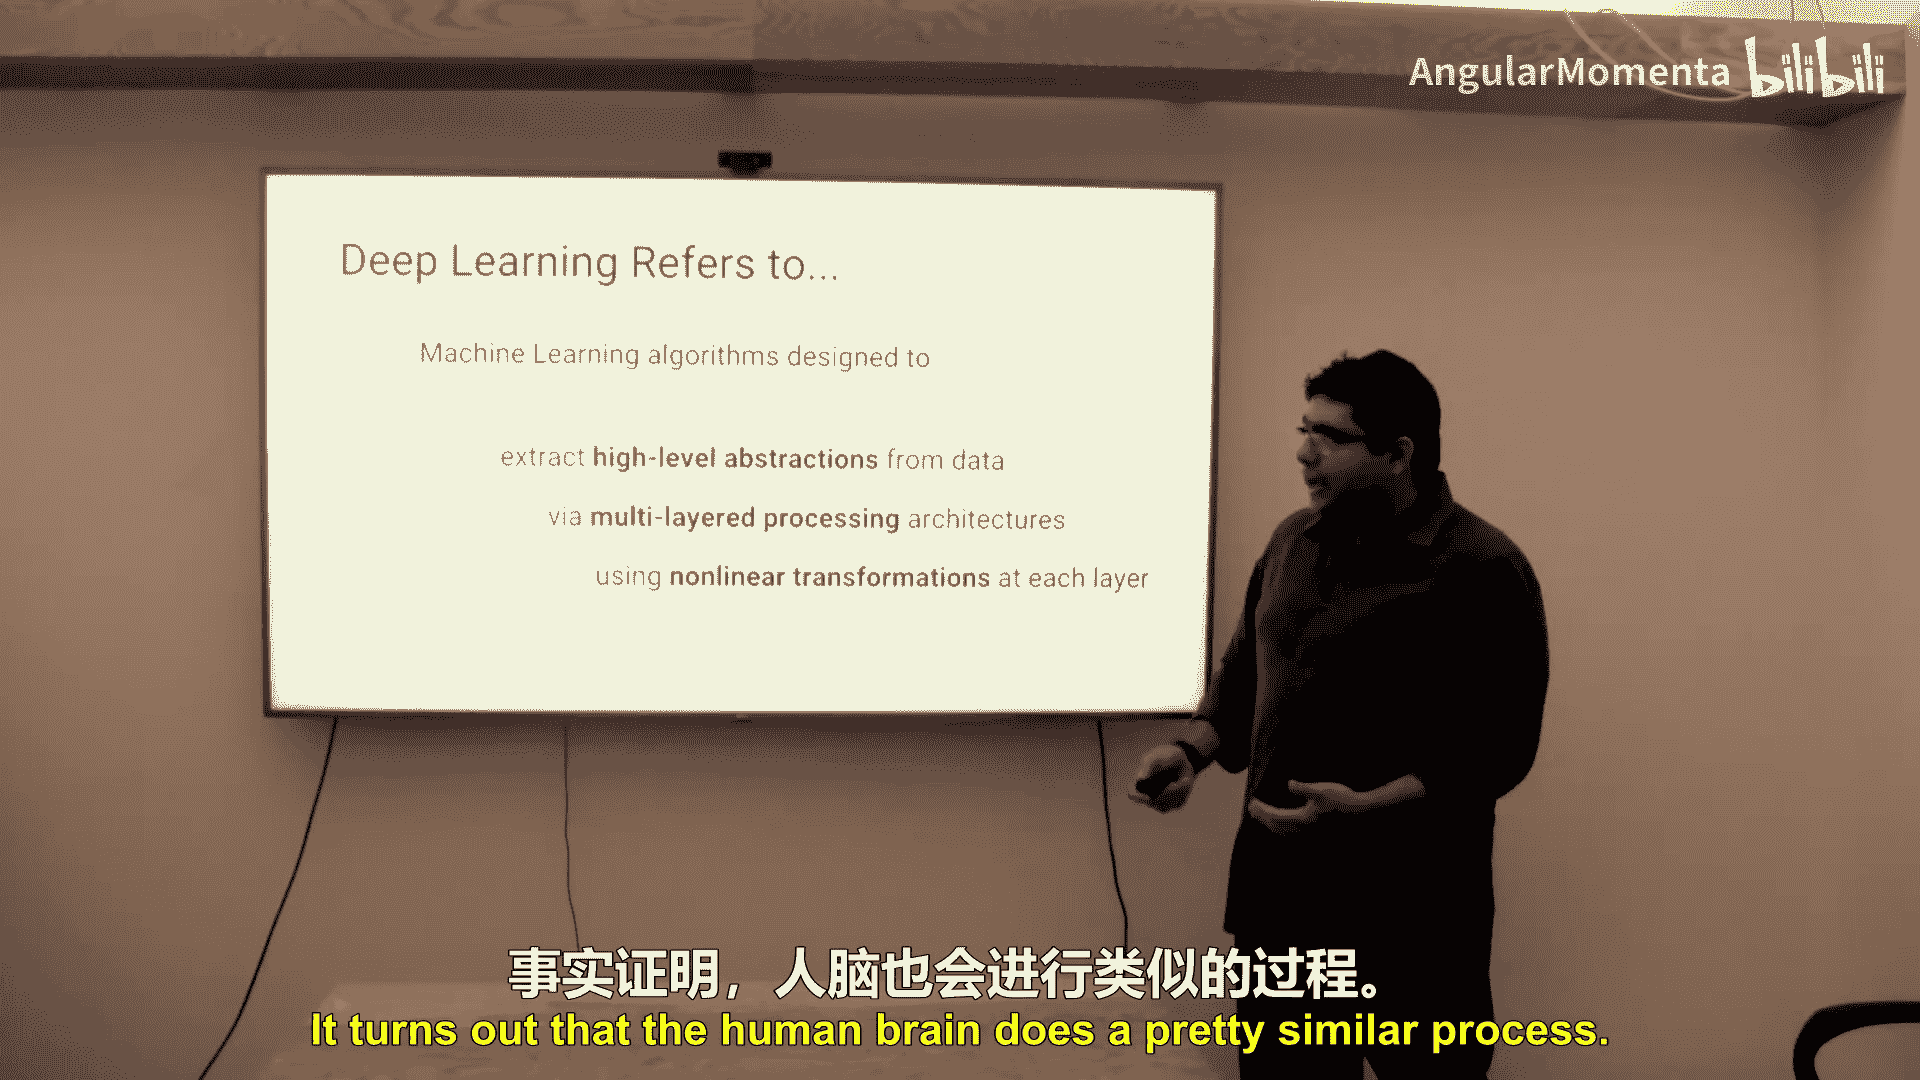 AngularMomenta bilibili
Deep Learning Refers to...
Machine Learning algorithms designed to
extract high-level abstractions from data
via multi-layered processing architectures
using nonlinear transformations at each layer
事实证明，人脑也会进行类似的过程。
It turns out that the human brain does a pretty similar process.